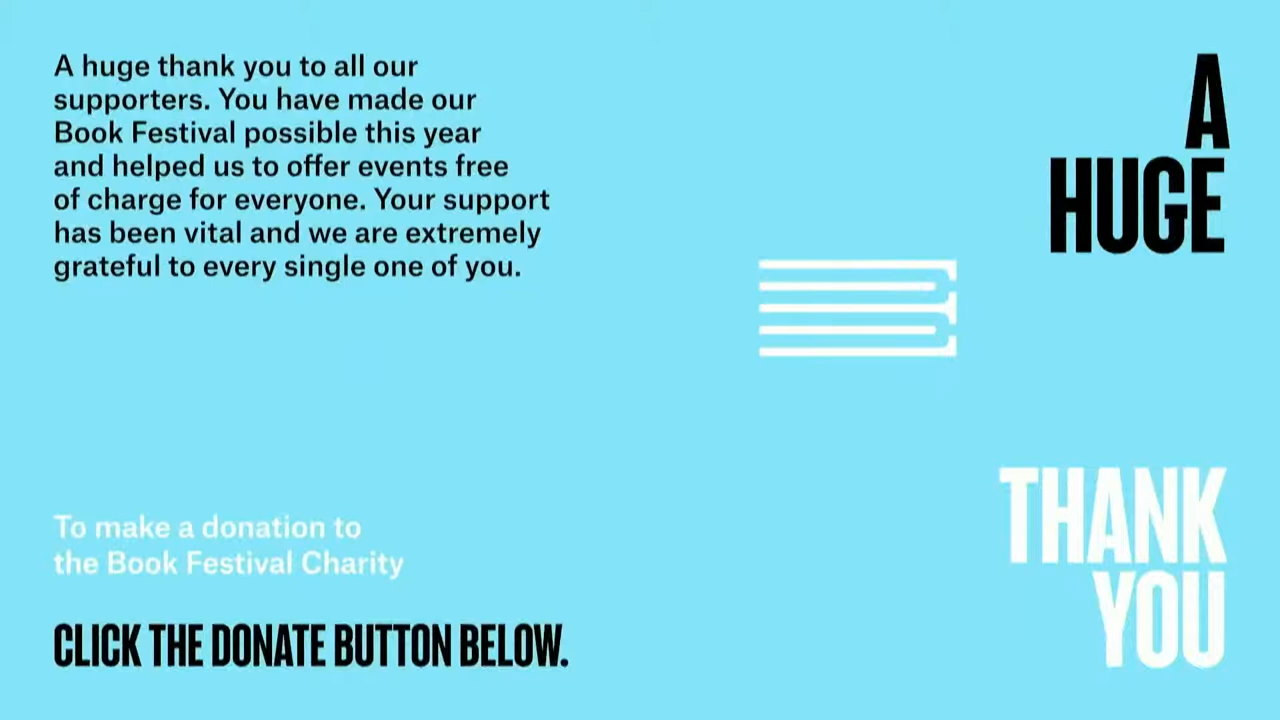 A huge thank you to all our
supporters. You have made our
Book Festival possible this year
and helped us to offer events free
of charge for everyone. Your support
has been vital and we are extremely
grateful to every single one of you.
To make a donation to
the Book Festival Charity
CLICK THE DONATE BUTTON BELOW.
A
HUGE
THANK
YOU